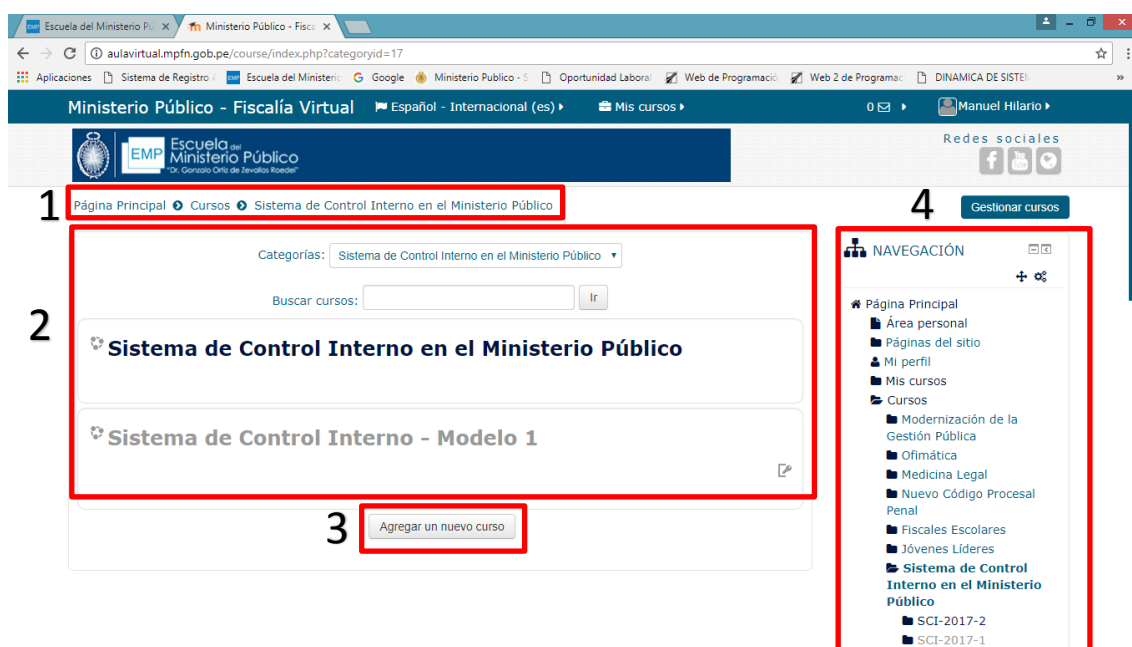 Escuela del Ministerio Pú
Ministerio Público - Fisca
aulavirtual.mpfn.gob.pe/course/index.php?categoryid=17
Aplicaciones Sistema de Registro / EMP Escuela del Ministerio G Google Ministerio Publico - S Oportunidad Laboral Web de Programació Web 2 de Programac DINAMICA DE SISTEM »
Ministerio Público - Fiscalía Virtual Español - Internacional (es) Mis cursos 0 Manuel Hilario
EMP Escuela del
Ministerio Público
"Dr. Gonzalo Ortiz de Zevallos Roedel"
Redes sociales
1 Página Principal Cursos Sistema de Control Interno en el Ministerio Público
4 Gestionar cursos
2
Categorías: Sistema de Control Interno en el Ministerio Público
Buscar cursos: Ir
Sistema de Control Interno en el Ministerio Público
Sistema de Control Interno - Modelo 1
3 Agregar un nuevo curso
NAVEGACIÓN
Página Principal
Área personal
Páginas del sitio
Mi perfil
Mis cursos
Cursos
Modernización de la
Gestión Pública
Ofimática
Medicina Legal
Nuevo Código Procesal
Penal
Fiscales Escolares
Jóvenes Líderes
Sistema de Control
Interno en el Ministerio
Público
SCI-2017-2
SCI-2017-1